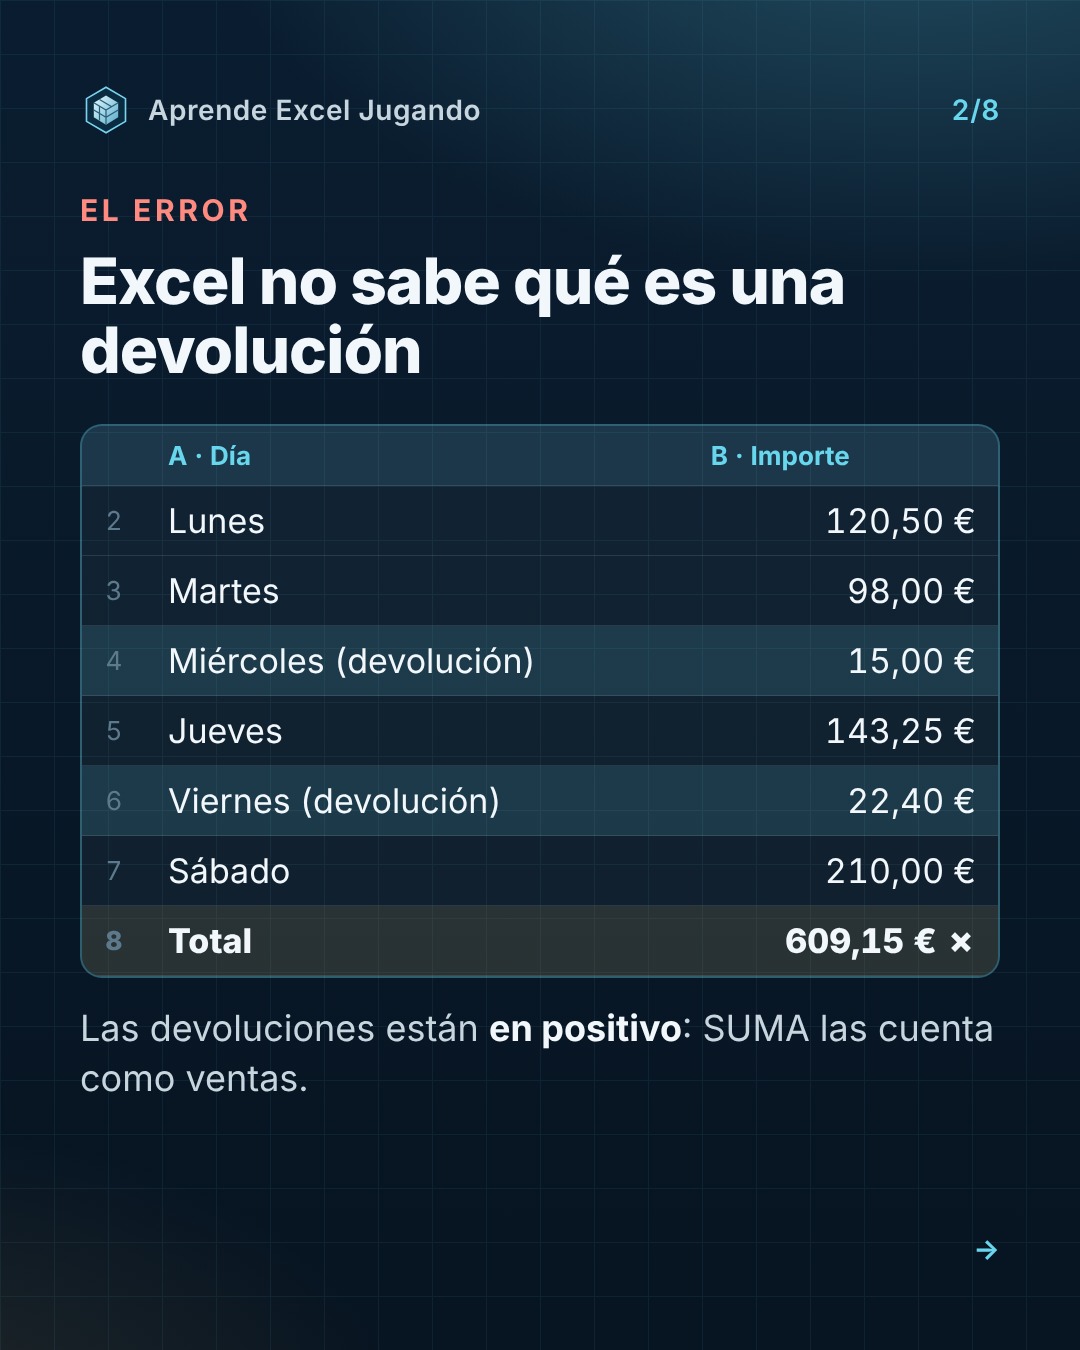 Aprende Excel Jugando
2/8
EL ERROR
Excel no sabe qué es una
devolución
A · Día B · Importe
2 Lunes 120,50 €
3 Martes 98,00 €
4 Miércoles (devolución) 15,00 €
5 Jueves 143,25 €
6 Viernes (devolución) 22,40 €
7 Sábado 210,00 €
8 Total 609,15 € ×
Las devoluciones están en positivo: SUMA las cuenta
como ventas.
→